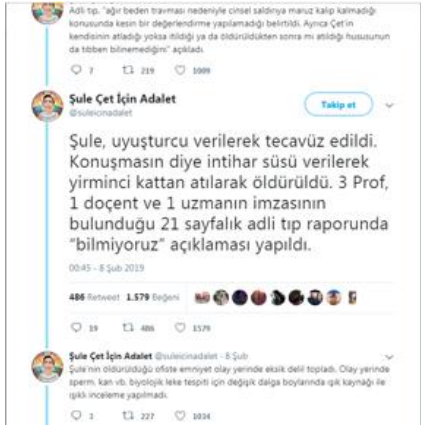 Adli tıp, "ağır beden travması nedeniyle cinsel saldırıya maruz kalıp kalmadığı
konusunda kesin bir değerlendirme yapılamadığı belirtildi. Ayrıca Çet'in
kendisinin atladığı yoksa itildiği ya da öldürüldükten sonra mı atıldığı hususunun
da tıbben bilinemediğini" açıkladı.
7 219 1009
Şule Çet İçin Adalet
@suleicinadalet
Takip et
Şule, uyuşturcu verilerek tecavüz edildi.
Konuşmasın diye intihar süsü verilerek
yirminci kattan atılarak öldürüldü. 3 Prof,
1 doçent ve 1 uzmanın imzasının
bulunduğu 21 sayfalık adli tıp raporunda
"bilmiyoruz" açıklaması yapıldı.
00:45 - 8 Şub 2019
486 Retweet 1.579 Beğeni
19 486 1579
Şule Çet İçin Adalet @suleicinadalet · 8 Şub
Şule'nin öldürüldüğü ofiste emniyet olay yerinde eksik delil topladı. Olay yerinde
sperm, kan vb. biyolojik leke tespiti için değişik dalga boylarında ışık kaynağı ile
ışıklı inceleme yapılmadı.
3 227 1034